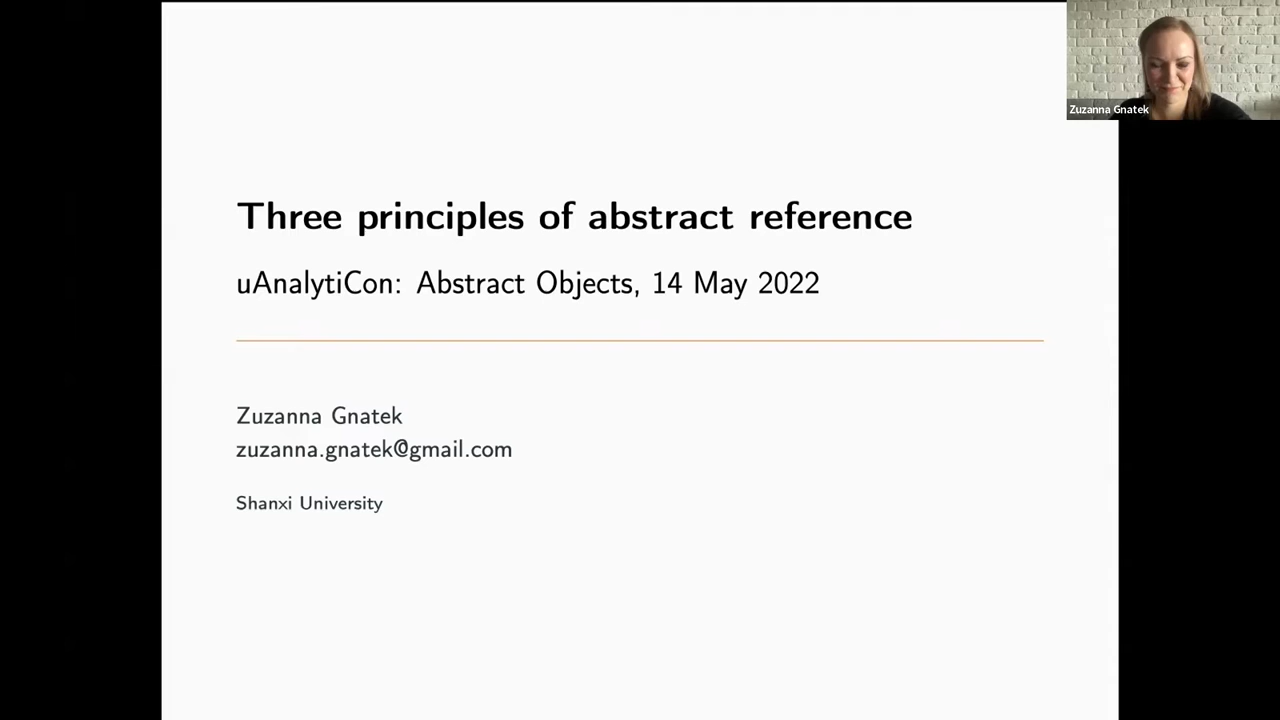 Zuzanna Gnatek
Three principles of abstract reference
uAnalytiCon: Abstract Objects, 14 May 2022
Zuzanna Gnatek
zuzanna.gnatek@gmail.com
Shanxi University